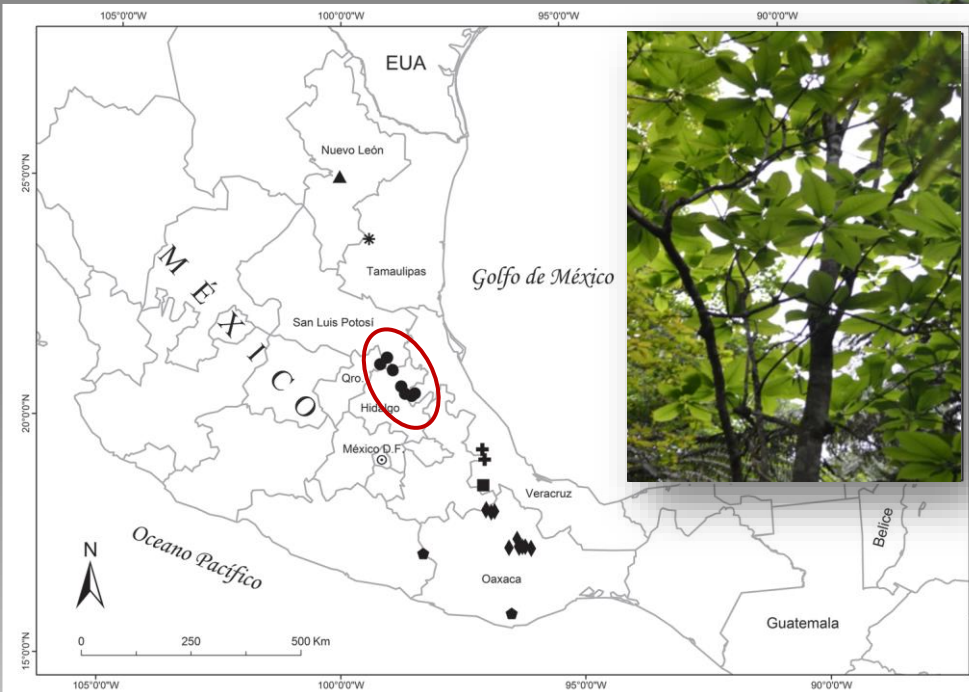 105°0'0"W 100°0'0"W 95°0'0"W 90°0'0"W
EUA
Nuevo León
25°0'0"N
Tamaulipas
MÉXICO
Golfo de México
San Luis Potosí
Qro.
20°0'0"N
Hidalgo
México D.F.
Veracruz
Belice
Oceano Pacífico
N
Oaxaca
Guatemala
0 250 500 Km
15°0'0"N
105°0'0"W 100°0'0"W 95°0'0"W 90°0'0"W